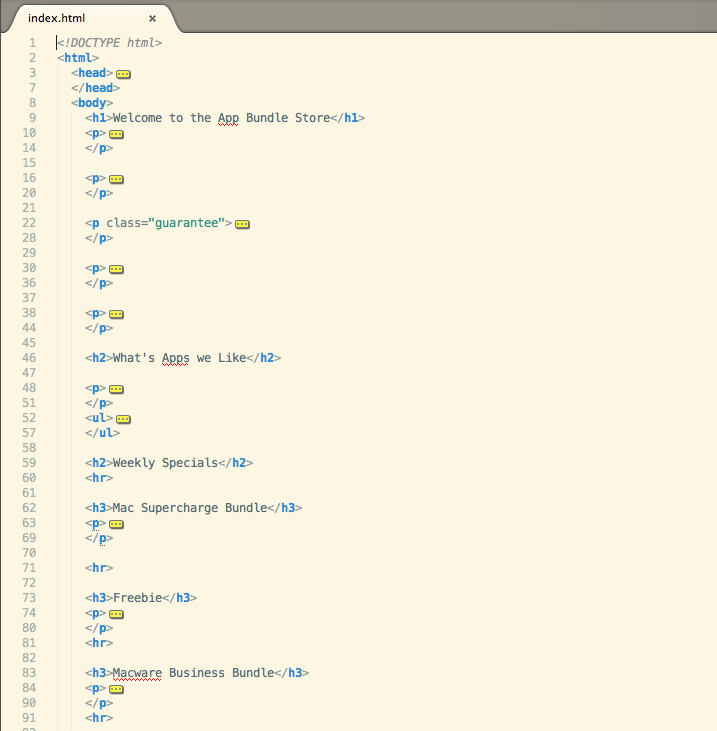 index.html ×
1 <!DOCTYPE html>
2 <html>
3 <head>
7 </head>
8 <body>
9 <h1>Welcome to the App Bundle Store</h1>
10 <p>
14 </p>
15
16 <p>
20 </p>
21
22 <p class="guarantee">
28 </p>
29
30 <p>
36 </p>
37
38 <p>
44 </p>
45
46 <h2>What's Apps we Like</h2>
47
48 <p>
51 </p>
52 <ul>
57 </ul>
58
59 <h2>Weekly Specials</h2>
60 <hr>
61
62 <h3>Mac Supercharge Bundle</h3>
63 <p>
69 </p>
70
71 <hr>
72
73 <h3>Freebie</h3>
74 <p>
80 </p>
81 <hr>
82
83 <h3>Macware Business Bundle</h3>
84 <p>
90 </p>
91 <hr>